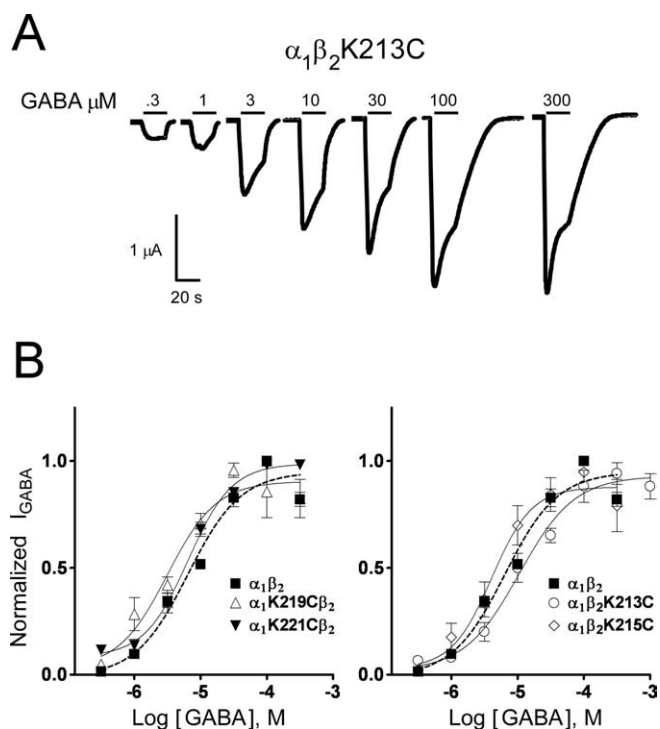 A
α₁β₂K213C
GABA μM .3 1 3 10 30 100 300
1 μA
20 s
B
Normalized I_GABA
1.0
0.5
0.0
-6 -5 -4 -3
Log [GABA], M
α₁β₂
α₁K219Cβ₂
α₁K221Cβ₂
1.0
0.5
0.0
-6 -5 -4 -3
Log [GABA], M
α₁β₂
α₁β₂K213C
α₁β₂K215C